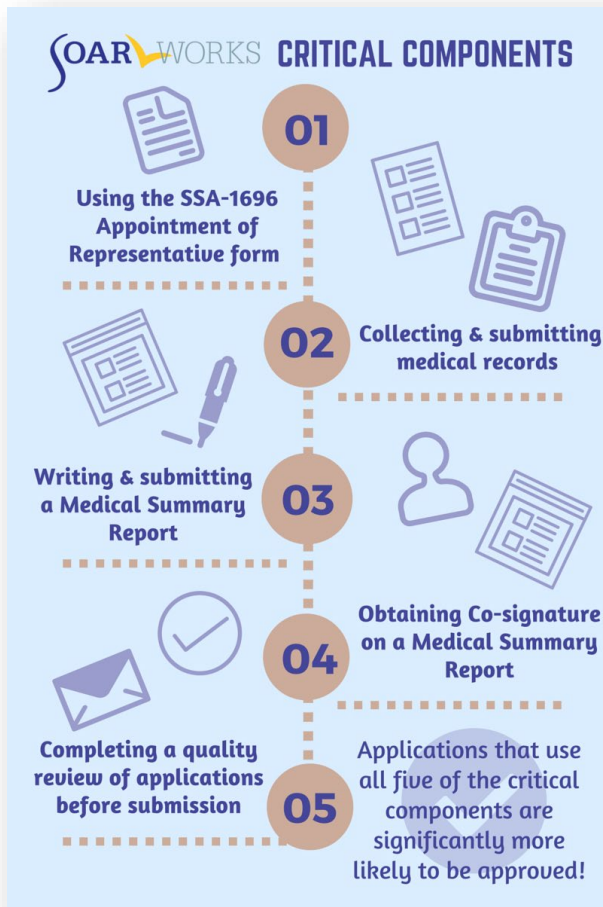 SOAR WORKS CRITICAL COMPONENTS
01
Using the SSA-1696
Appointment of
Representative form
02
Collecting & submitting
medical records
03
Writing & submitting
a Medical Summary
Report
04
Obtaining Co-signature
on a Medical Summary
Report
05
Completing a quality
review of applications
before submission
Applications that use
all five of the critical
components are
significantly more
likely to be approved!